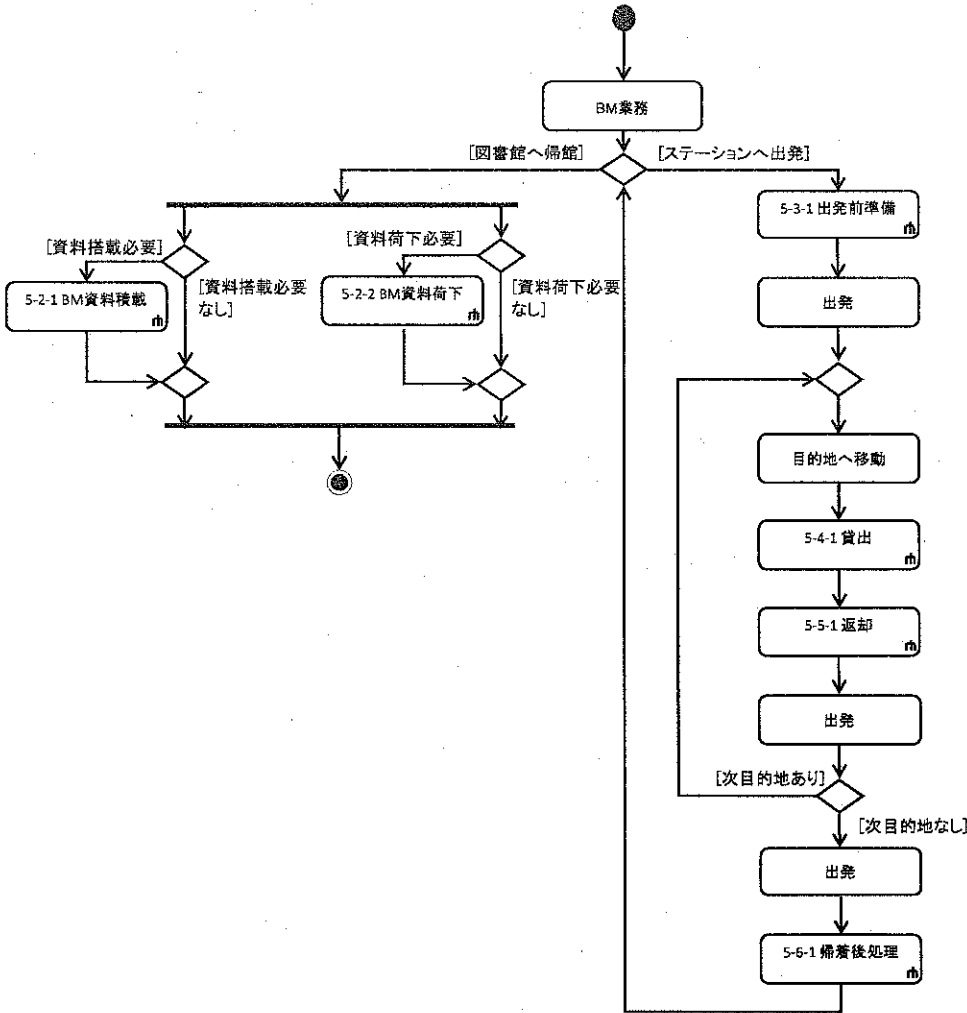 BM業務
[図書館へ帰館]
[ステーションへ出発]
5-3-1 出発前準備
[資料搭載必要]
[資料荷下必要]
5-2-1 BM資料積載
[資料搭載必要
なし]
5-2-2 BM資料荷下
[資料荷下必要
なし]
出発
目的地へ移動
5-4-1 貸出
5-5-1 返却
出発
[次目的地あり]
[次目的地なし]
出発
5-6-1 帰着後処理